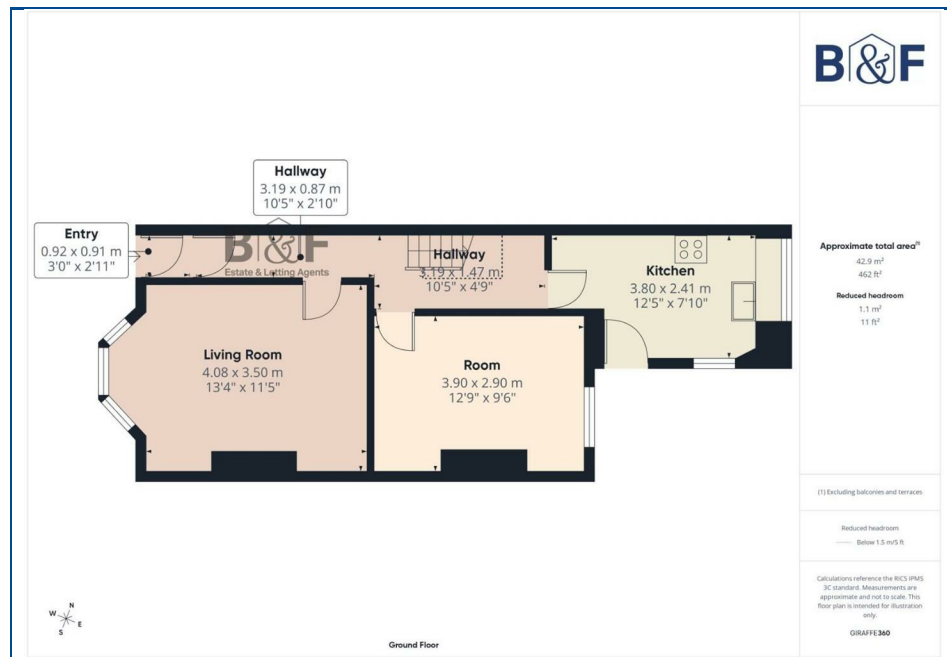 B&F
Hallway
3.19 x 0.87 m
10'5" x 2'10"
Entry
0.92 x 0.91 m
3'0" x 2'11"
B&F
Estate & Letting Agents
Hallway
3.19 x 1.47 m
10'5" x 4'9"
Kitchen
3.80 x 2.41 m
12'5" x 7'10"
Living Room
4.08 x 3.50 m
13'4" x 11'5"
Room
3.90 x 2.90 m
12'9" x 9'6"
Approximate total area(1)
42.9 m²
462 ft²
Reduced headroom
1.1 m²
11 ft²
(1) Excluding balconies and terraces
Reduced headroom
Below 1.5 m/5 ft
Calculations reference the RICS IPMS
3C standard. Measurements are
approximate and not to scale. This
floor plan is intended for illustration
only.
GIRAFFE360
N
W
E
S
Ground Floor